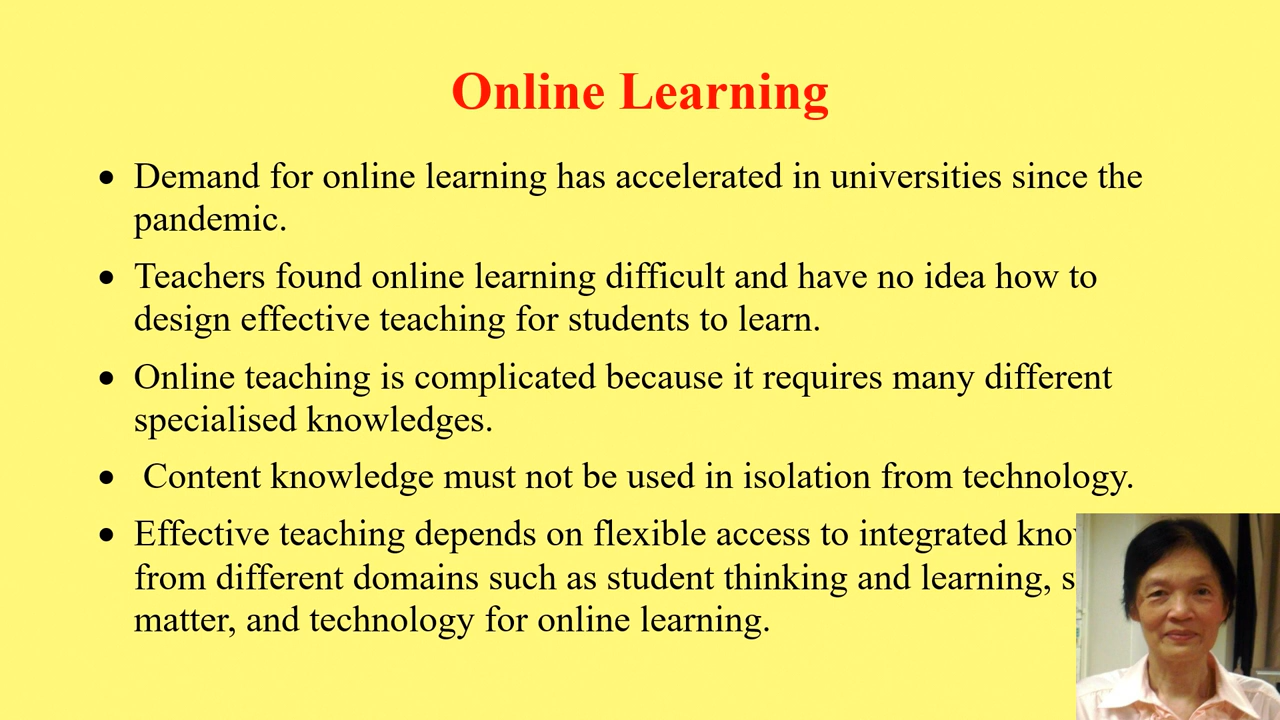 Online Learning
• Demand for online learning has accelerated in universities since the
pandemic.
• Teachers found online learning difficult and have no idea how to
design effective teaching for students to learn.
• Online teaching is complicated because it requires many different
specialised knowledges.
• Content knowledge must not be used in isolation from technology.
• Effective teaching depends on flexible access to integrated
from different domains such as student thinking and learning,
matter, and technology for online learning.